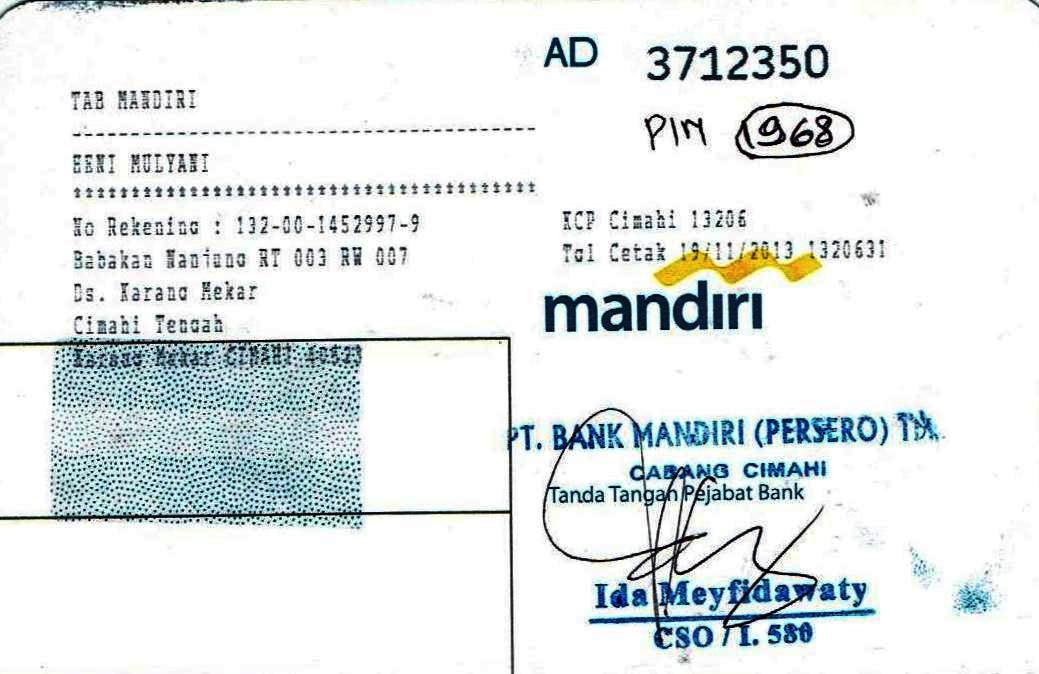 AD 3712350
PIN 1968
TAB MANDIRI
HENI MULYANI
No Rekening : 132-00-1452997-9
Babakan Nanjung RT 003 RW 007
Ds. Karang Mekar
Cimahi Tengah
Karang Mekar CIMAHI
KCP Cimahi 13206
Tgl Cetak 19/11/2013 1320631
mandiri
PT. BANK MANDIRI (PERSERO) Tbk.
CABANG CIMAHI
Tanda Tangan Pejabat Bank
Ida Meyfidawaty
CSO / I. 580